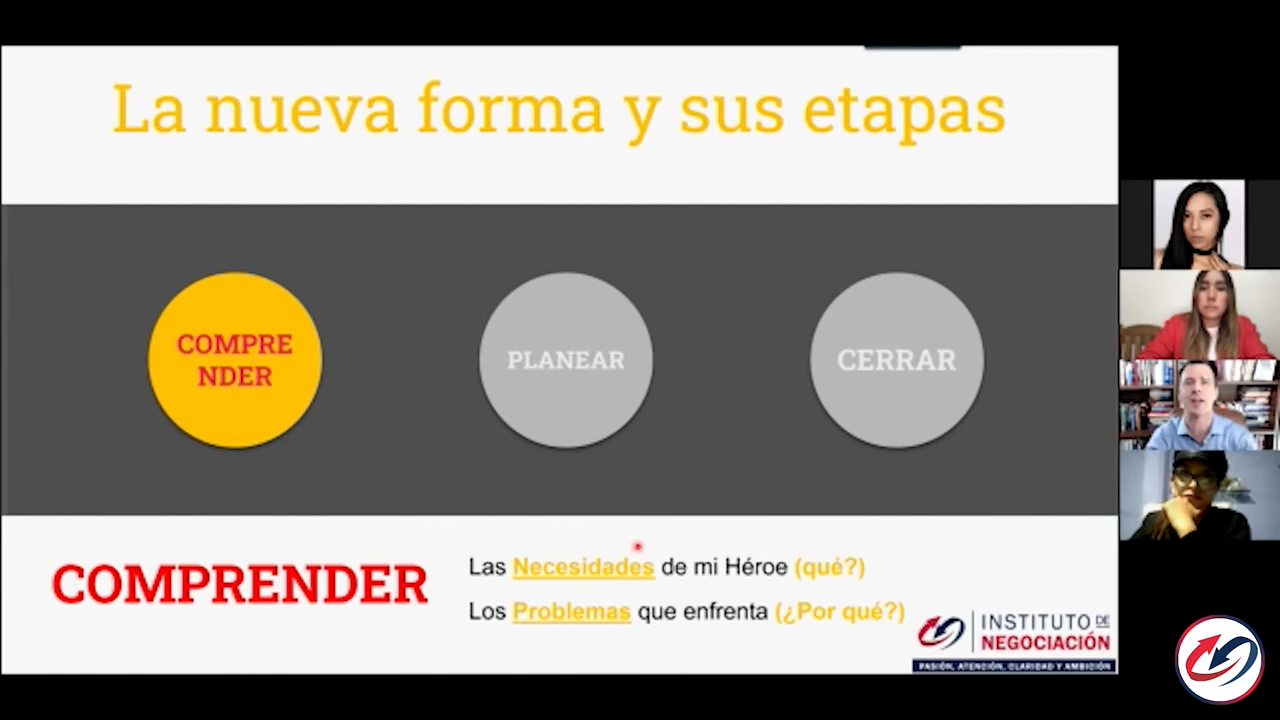 La nueva forma y sus etapas
COMPRE
NDER
PLANEAR
CERRAR
COMPRENDER
Las Necesidades de mi Héroe (qué?)
Los Problemas que enfrenta (¿Por qué?)
INSTITUTO DE
NEGOCIACIÓN
PASIÓN, ATENCIÓN, CLARIDAD Y AMBICIÓN